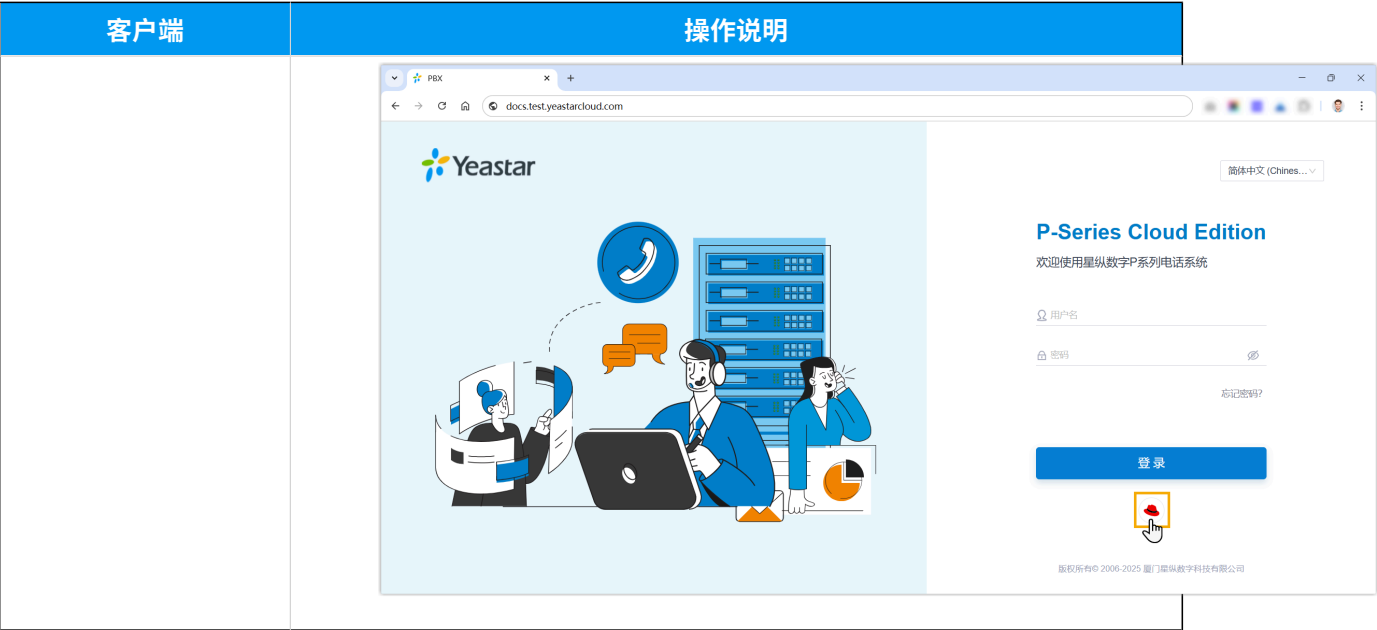 客户端
操作说明
PBX
docs.test.yeastarcloud.com
Yeastar
简体中文 (Chines...
P-Series Cloud Edition
欢迎使用星纵数字P系列电话系统
用户名
密码
忘记密码?
登录
版权所有© 2006-2025 厦门星纵数字科技有限公司